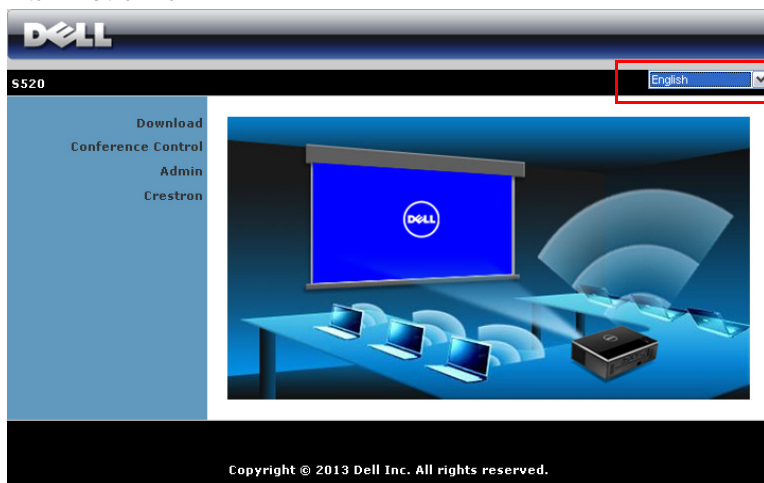 DELL
S520
English
Download
Conference Control
Admin
Crestron
DELL
Copyright © 2013 Dell Inc. All rights reserved.